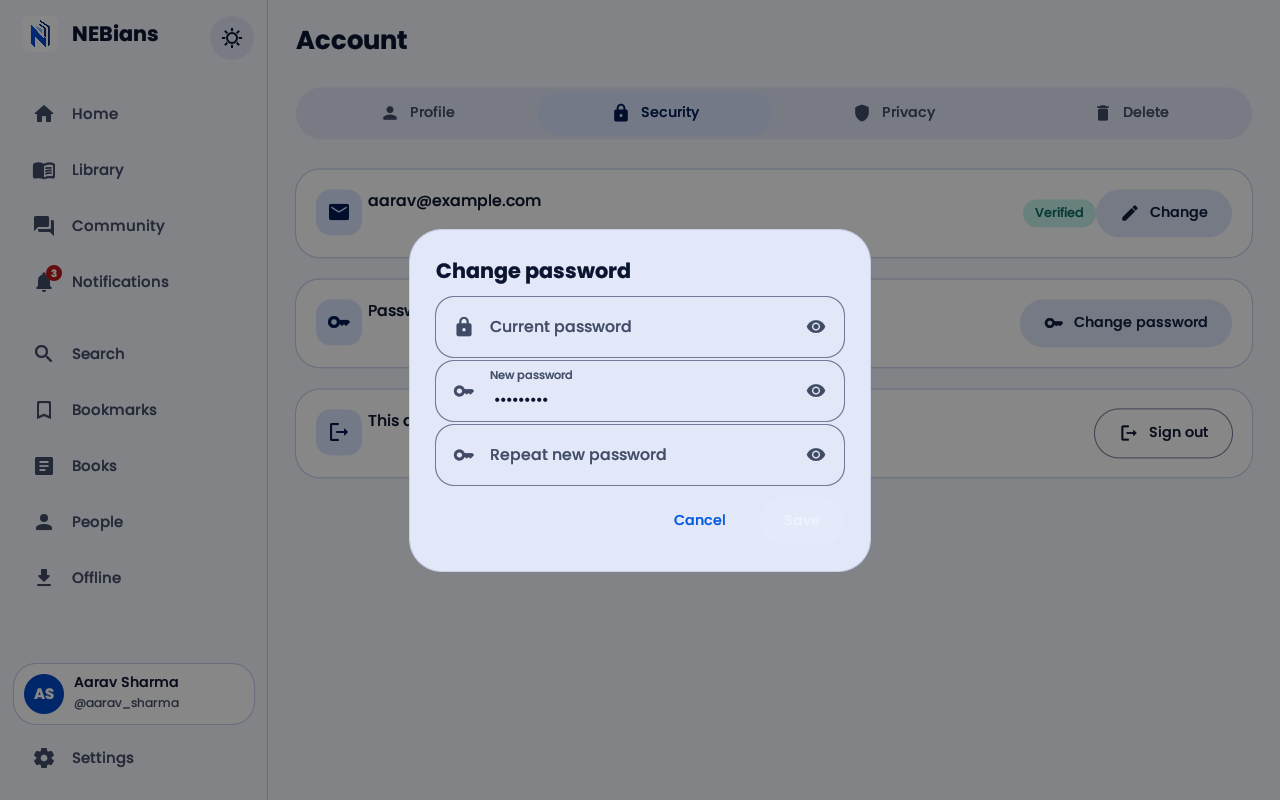 NEBians
Home
Library
Community
3
Notifications
Search
Bookmarks
Books
People
Offline
AS
Aarav Sharma
@aarav_sharma
Settings
Account
Profile
Security
Privacy
Delete
aarav@example.com
Verified
Change
Change password
This
Sign out
Change password
Current password
New password
•••••••••
Repeat new password
Cancel
Save